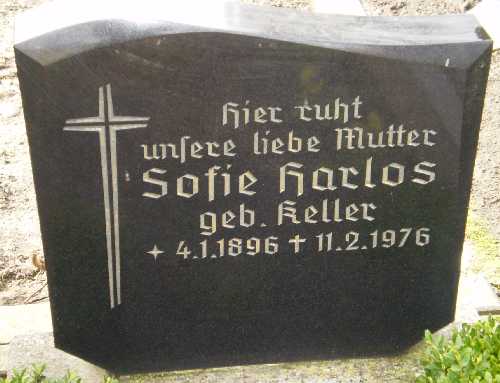 Hier ruht
unsere liebe Mutter
Sofie Harlos
geb. Keller
✦ 4.1.1896 ✝ 11.2.1976